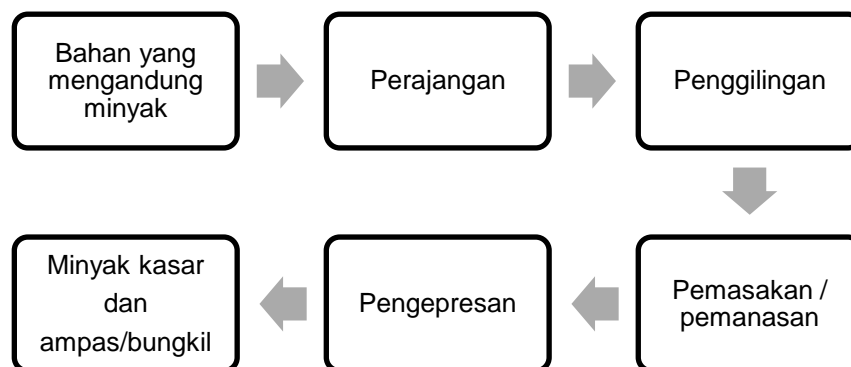 Bahan yang
mengandung
minyak
Perajangan
Penggilingan
Pemasakan /
pemanasan
Pengepresan
Minyak kasar
dan
ampas/bungkil